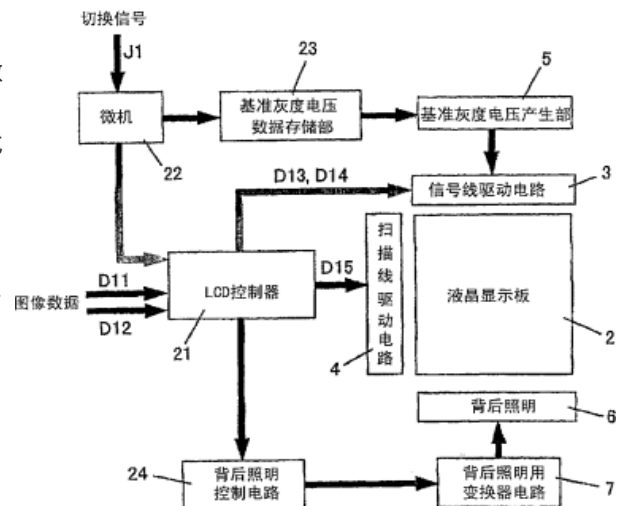 切换信号
J1
23
5
微机
基准灰度电压
数据存储部
基准灰度电压产生部
22
D13, D14
信号线驱动电路
3
扫描线驱动电路
D11
图像数据
D12
LCD控制器
D15
液晶显示板
21
4
2
背后照明
6
24
背后照明
控制电路
背后照明用
变换器电路
7